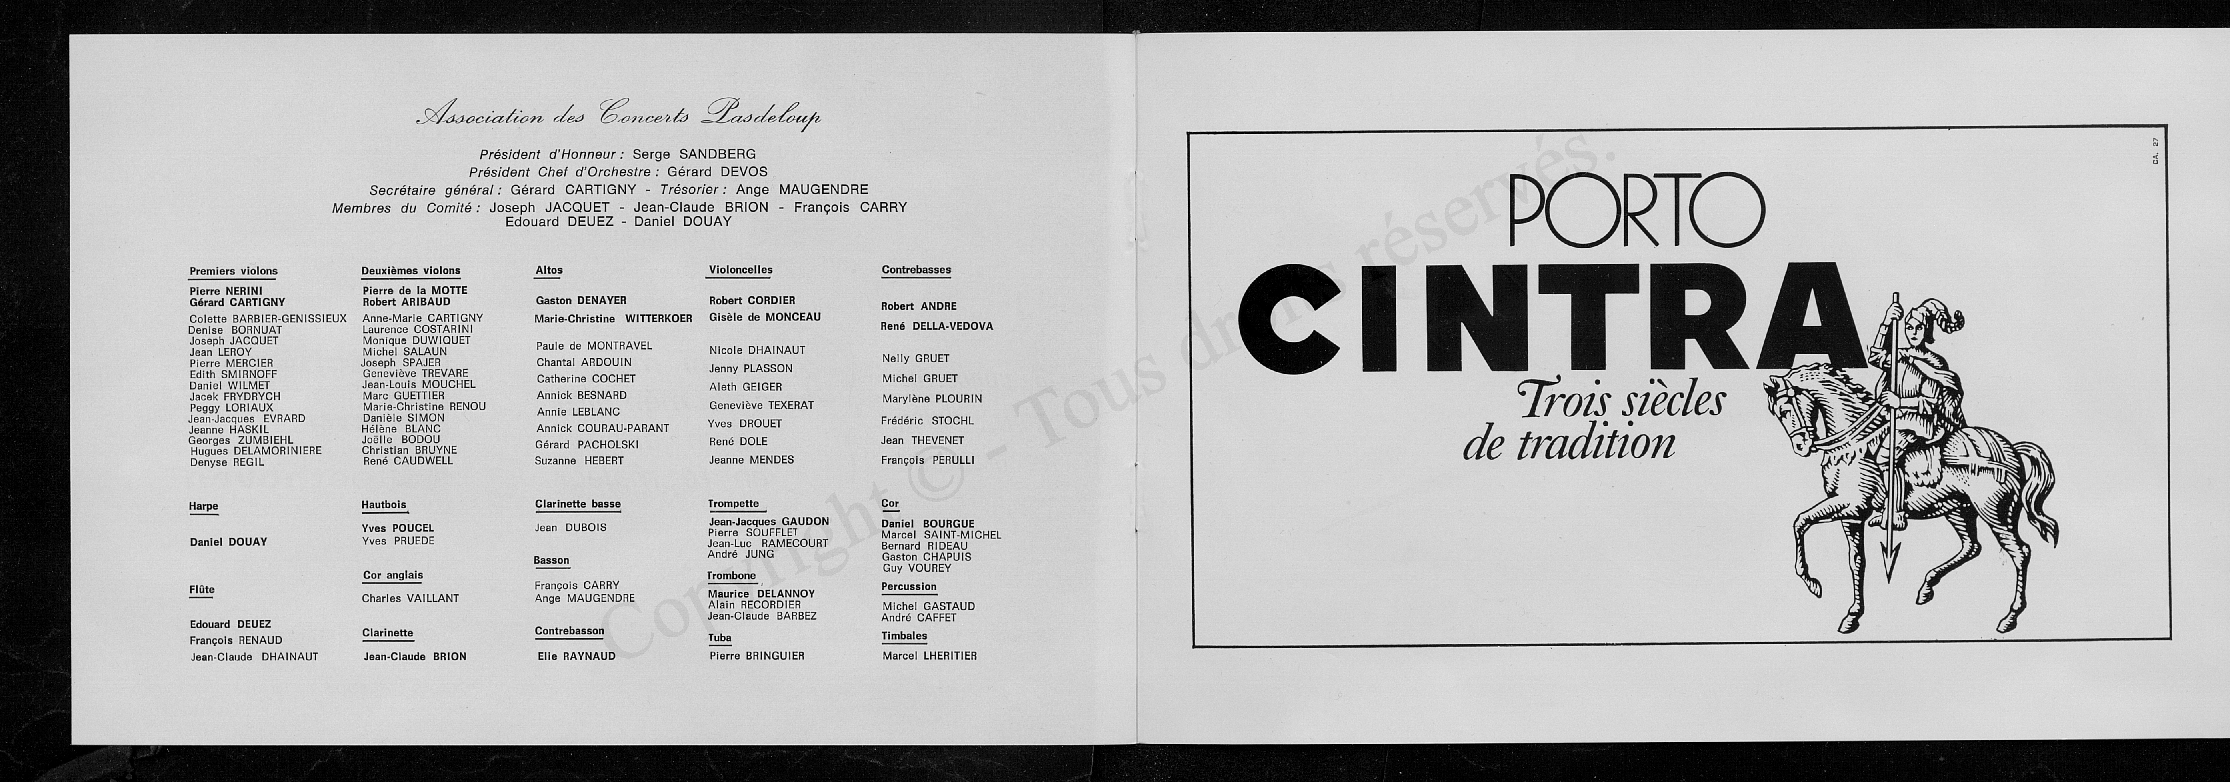 Association des Concerts Pasdeloup
Président d'Honneur : Serge SANDBERG
Président Chef d'Orchestre : Gérard DEVOS
Secrétaire général : Gérard CARTIGNY - Trésorier : Ange MAUGENDRE
Membres du Comité : Joseph JACQUET - Jean-Claude BRION - François CARRY
Edouard DEUEZ - Daniel DOUAY
Premiers violons
Pierre NERINI
Gérard CARTIGNY
Colette BARBIER-GENISSIEUX
Denise BORNUAT
Joseph JACQUET
Jean LEROY
Pierre MERCIER
Edith SMIRNOFF
Daniel WILMET
Jacek FRYDRYCH
Peggy LORIAUX
Jean-Jacques EVRARD
Jeanne HASKIL
Georges ZUMBIEHL
Hugues DELAMORINIERE
Denyse REGIL
Deuxièmes violons
Pierre de la MOTTE
Robert ARIBAUD
Anne-Marie CARTIGNY
Laurence COSTARINI
Monique DUWIQUET
Michel SALAUN
Joseph SPAJER
Geneviève TREVARE
Jean-Louis MOUCHEL
Marc GUETTIER
Marie-Christine RENOU
Danièle SIMON
Hélène BLANC
Joëlle BODOU
Christian BRUYNE
René CAUDWELL
Altos
Gaston DENAYER
Marie-Christine WITTERKOER
Paule de MONTRAVEL
Chantal ARDOUIN
Catherine COCHET
Annick BESNARD
Annie LEBLANC
Annick COURAU-PARANT
Gérard PACHOLSKI
Suzanne HEBERT
Violoncelles
Robert CORDIER
Gisèle de MONCEAU
Nicole DHAINAUT
Jenny PLASSON
Aleth GEIGER
Geneviève TEXERAT
Yves DROUET
René DOLE
Jeanne MENDES
Contrebasses
Robert ANDRE
René DELLA-VEDOVA
Nelly GRUET
Michel GRUET
Marylène PLOURIN
Frédéric STOCHL
Jean THEVENET
François PERULLI
Harpe
Daniel DOUAY
Flûte
Edouard DEUEZ
François RENAUD
Jean-Claude DHAINAUT
Hautbois
Yves POUCEL
Yves PRUEDE
Cor anglais
Charles VAILLANT
Clarinette
Jean-Claude BRION
Clarinette basse
Jean DUBOIS
Basson
François CARRY
Ange MAUGENDRE
Contrebasson
Elie RAYNAUD
Trompette
Jean-Jacques GAUDON
Pierre SOUFFLET
Jean-Luc RAMECOURT
André JUNG
Trombone
Maurice DELANNOY
Alain RECORDIER
Jean-Claude BARBEZ
Tuba
Pierre BRINGUIER
Cor
Daniel BOURGUE
Marcel SAINT-MICHEL
Bernard RIDEAU
Gaston CHAPUIS
Guy VOUREY
Percussion
Michel GASTAUD
André CAFFET
Timbales
Marcel LHERITIER
Copyright © - Tous droits réservés.
PORTO
CINTRA
Trois siècles
de tradition
CA. 27